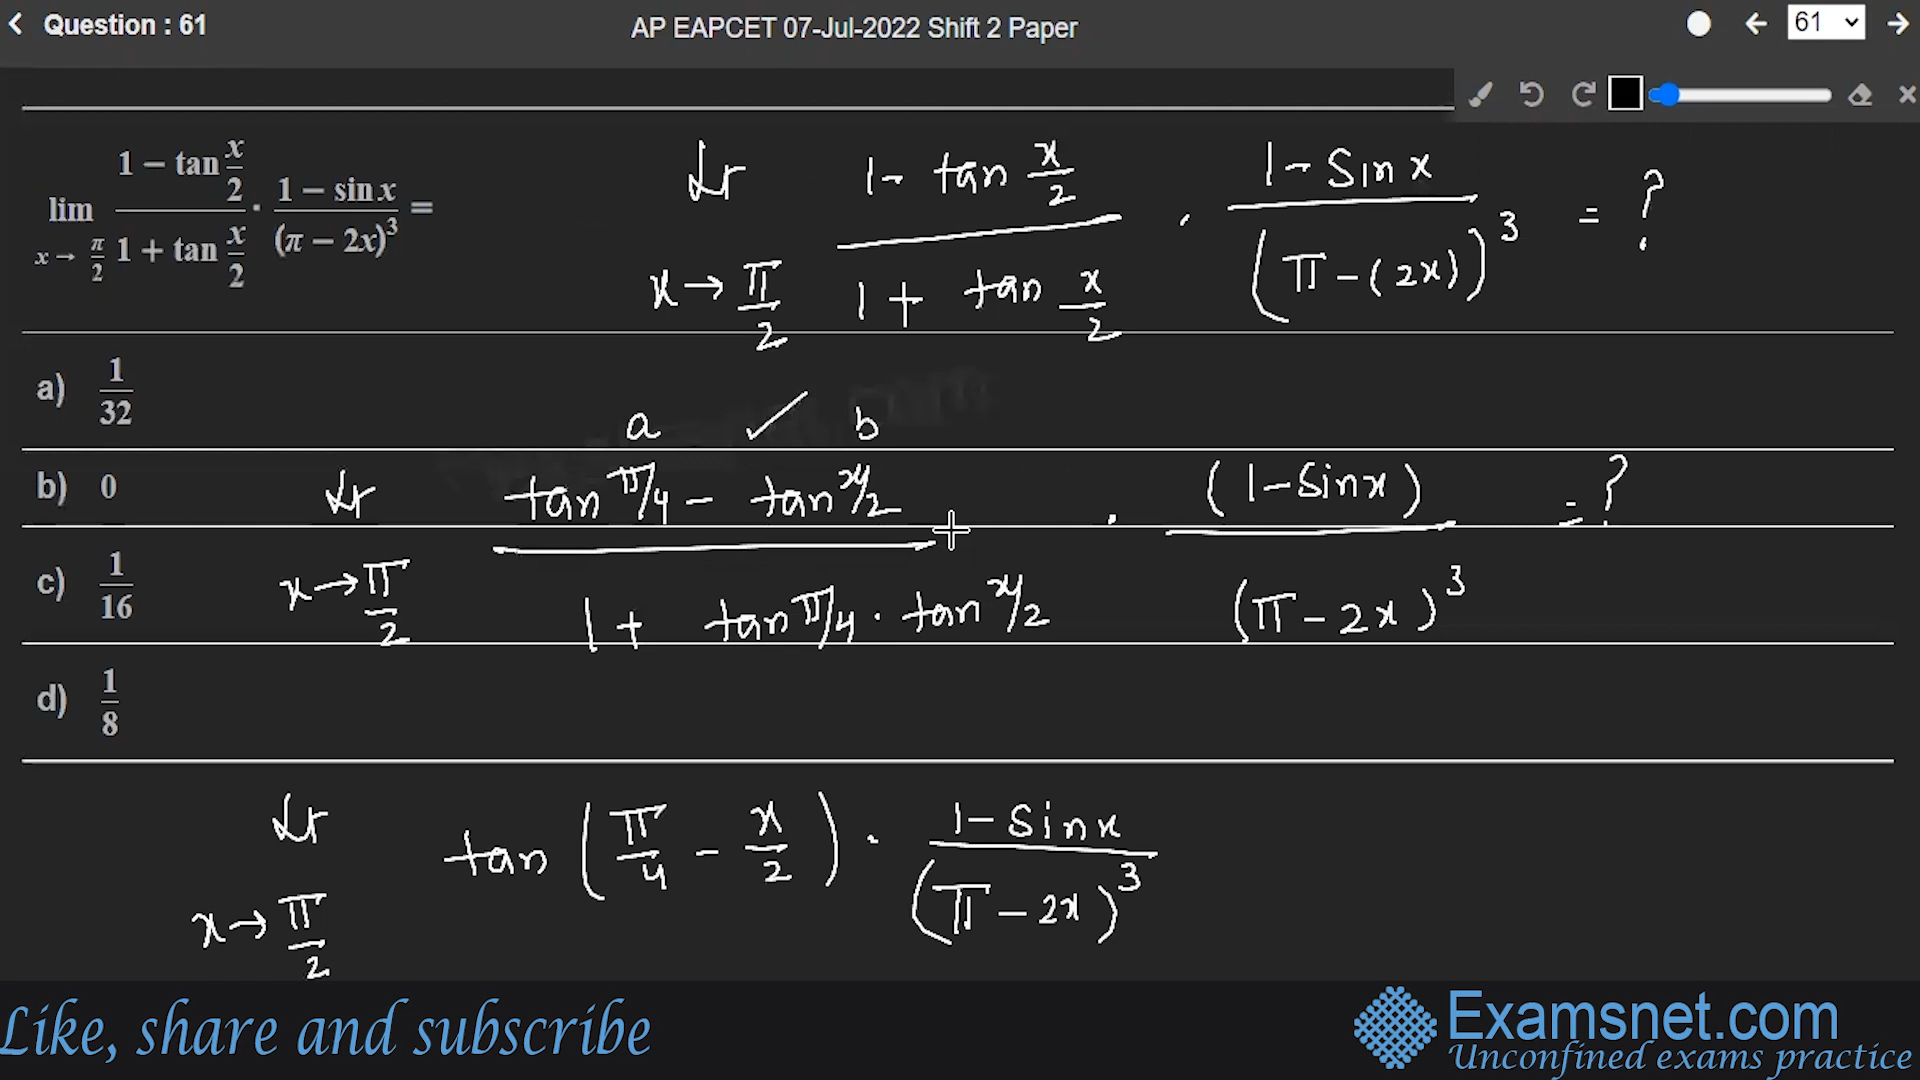 Question : 61
AP EAPCET 07-Jul-2022 Shift 2 Paper
61
lim x→π/2 (1 − tan x/2)/(1 + tan x/2) · (1 − sin x)/(π − 2x)³ =
Lt x→π/2 (1 - tan x/2)/(1 + tan x/2) · (1 - Sin x)/(π - (2x))³ = ?
a) 1/32
a ✓ b
b) 0
Lt x→π/2 (tan π/4 - tan x/2)/(1 + tan π/4 · tan x/2) · (1 - Sin x)/(π - 2x)³ = ?
c) 1/16
d) 1/8
Lt x→π/2 tan (π/4 - x/2) · (1 - Sin x)/(π - 2x)³
Like, share and subscribe
Examsnet.com
Unconfined exams practice